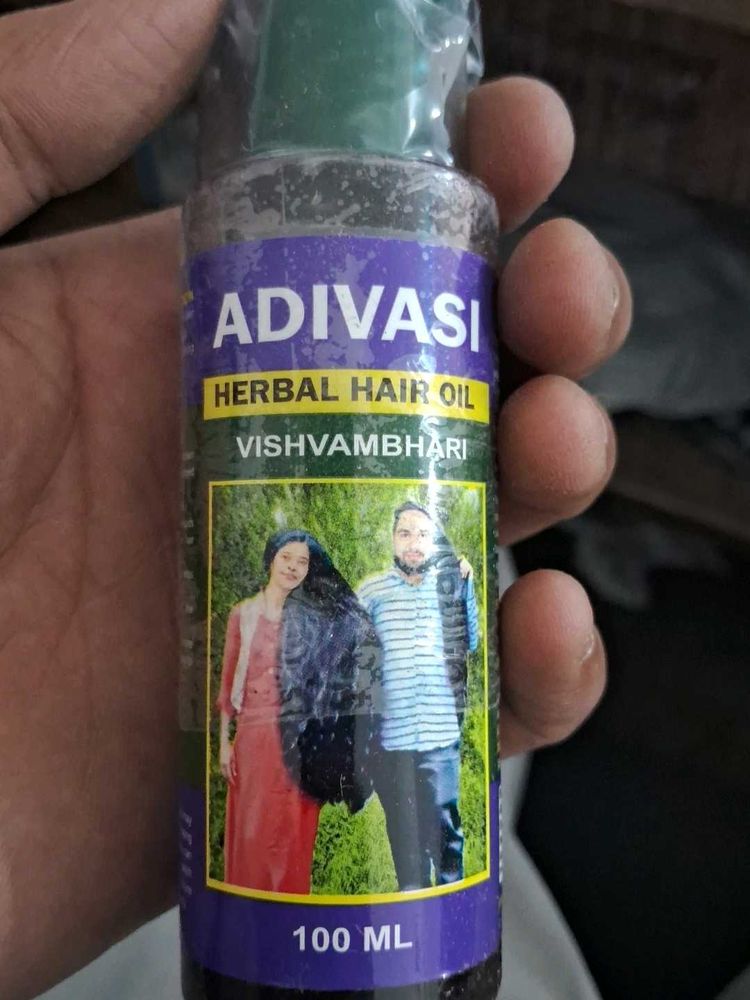 ADIVASI
HERBAL HAIR OIL
VISHVAMBHARI
100 ML